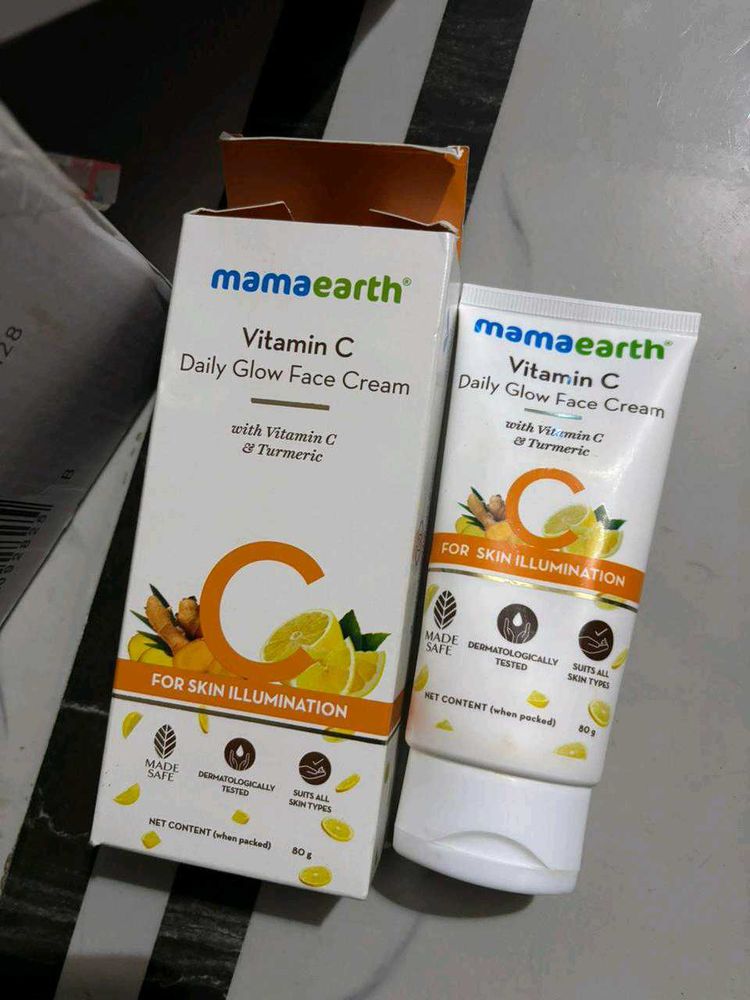 mamaearth®
Vitamin C
Daily Glow Face Cream
with Vitamin C
& Turmeric
C
FOR SKIN ILLUMINATION
MADE
SAFE
DERMATOLOGICALLY
TESTED
SUITS ALL
SKIN TYPES
NET CONTENT (when packed) 80 g
mamaearth®
Vitamin C
Daily Glow Face Cream
with Vitamin C
& Turmeric
C
FOR SKIN ILLUMINATION
MADE
SAFE
DERMATOLOGICALLY
TESTED
SUITS ALL
SKIN TYPES
NET CONTENT (when packed) 80 g
28
B